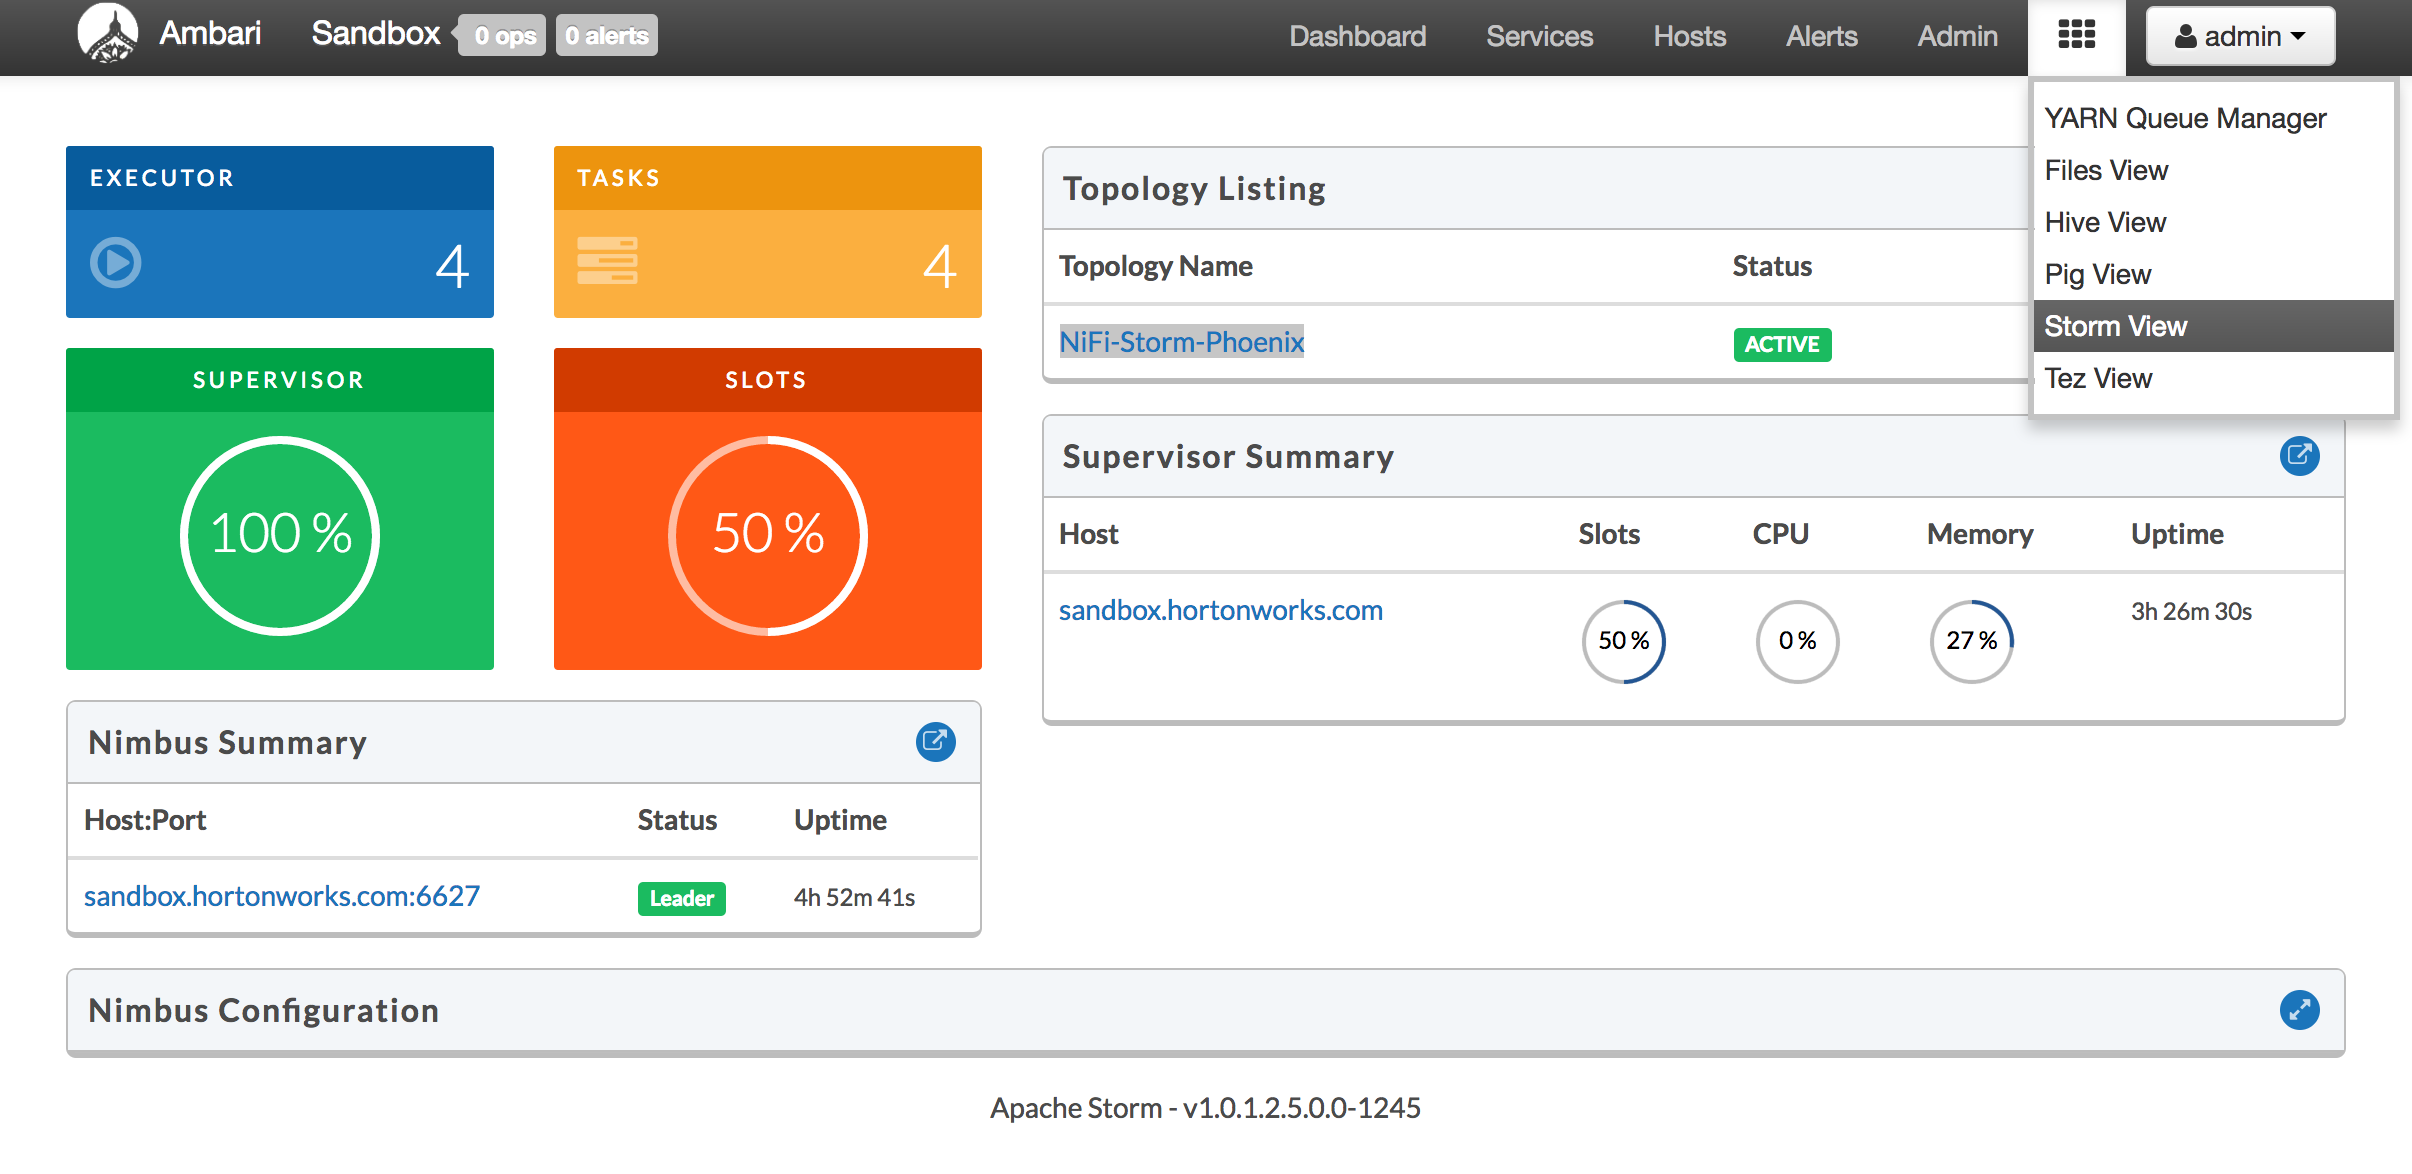 Ambari Sandbox 0 ops 0 alerts Dashboard Services Hosts Alerts Admin admin
YARN Queue Manager
Files View
Hive View
Pig View
Storm View
Tez View
EXECUTOR
4
TASKS
4
SUPERVISOR
100 %
SLOTS
50 %
Topology Listing
Topology Name Status
NiFi-Storm-Phoenix ACTIVE
Supervisor Summary
Host Slots CPU Memory Uptime
sandbox.hortonworks.com 50 % 0 % 27 % 3h 26m 30s
Nimbus Summary
Host:Port Status Uptime
sandbox.hortonworks.com:6627 Leader 4h 52m 41s
Nimbus Configuration
Apache Storm - v1.0.1.2.5.0.0-1245